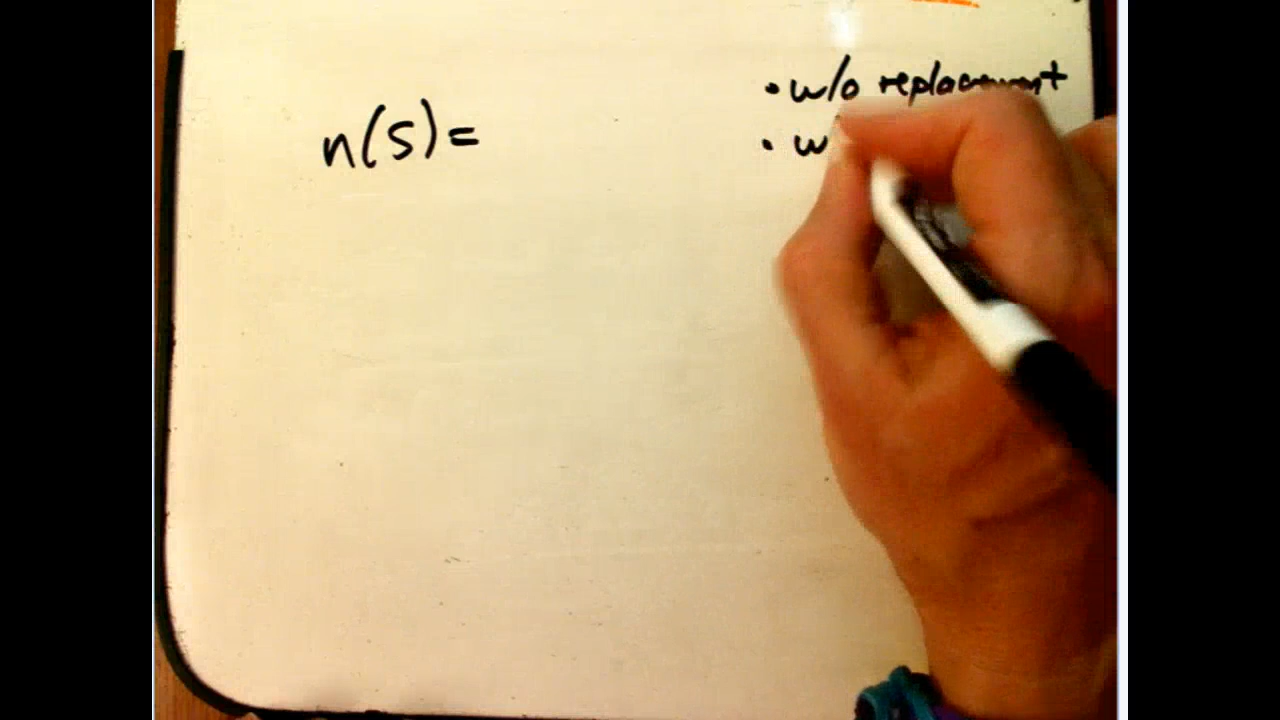 n(S)=
• w/o replacement
• w